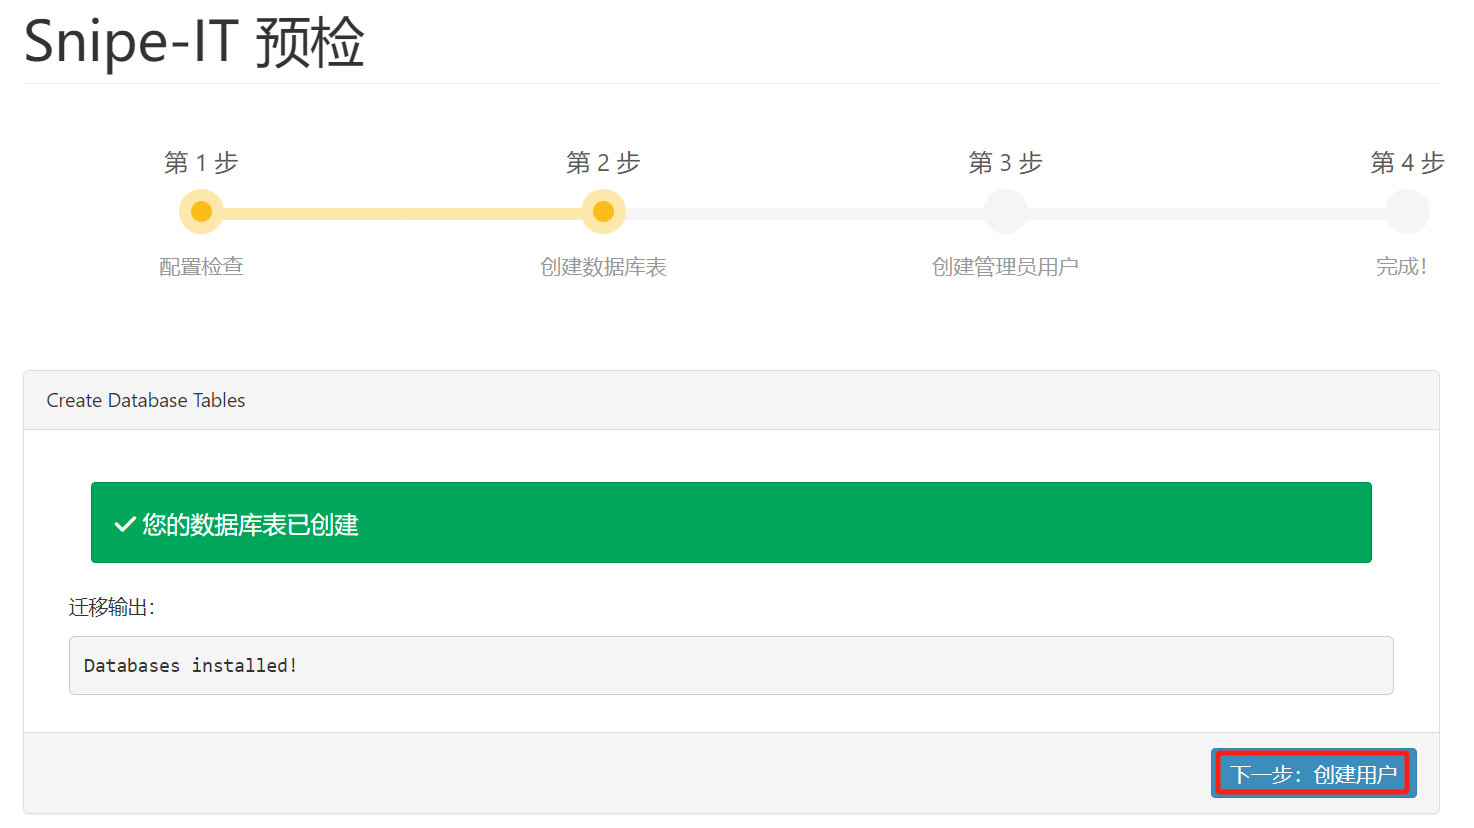 Snipe-IT 预检
第 1 步
第 2 步
第 3 步
第 4 步
配置检查
创建数据库表
创建管理员用户
完成!
Create Database Tables
您的数据库表已创建
迁移输出:
Databases installed!
下一步：创建用户